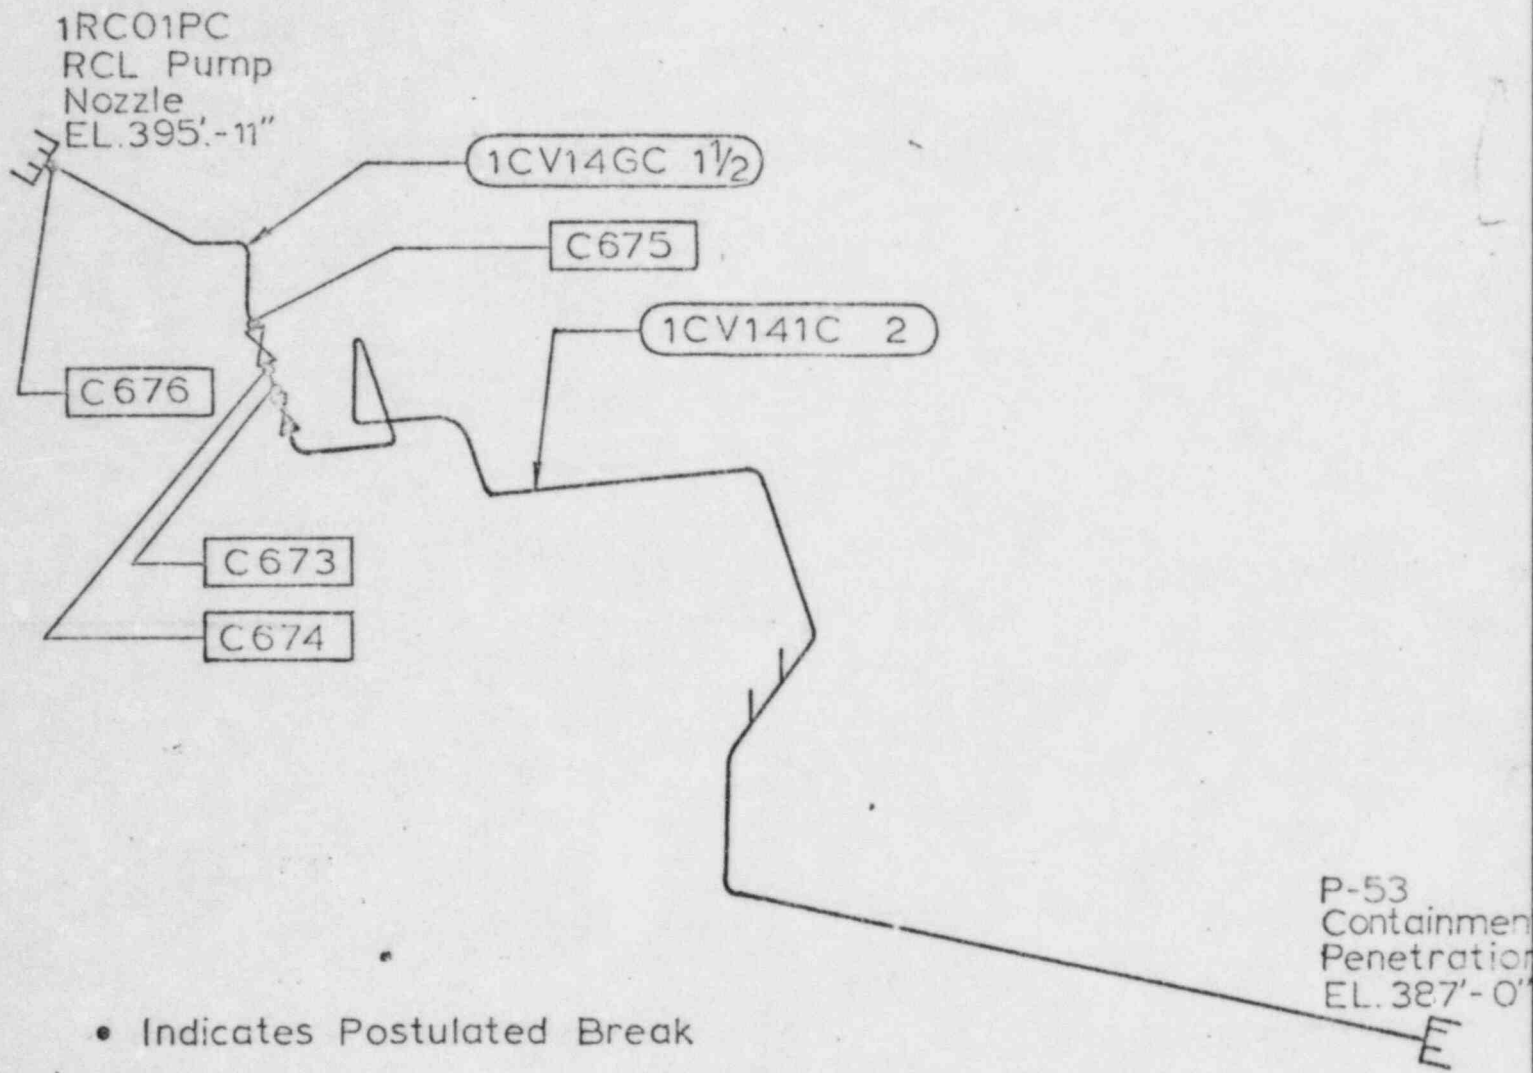 1RC01PC
RCL Pump
Nozzle
EL.395'.-11"
1CV14GC 1½
C675
1CV141C 2
C676
C673
C674
P-53
Containmen
Penetration
EL. 387'-0"
• Indicates Postulated Break